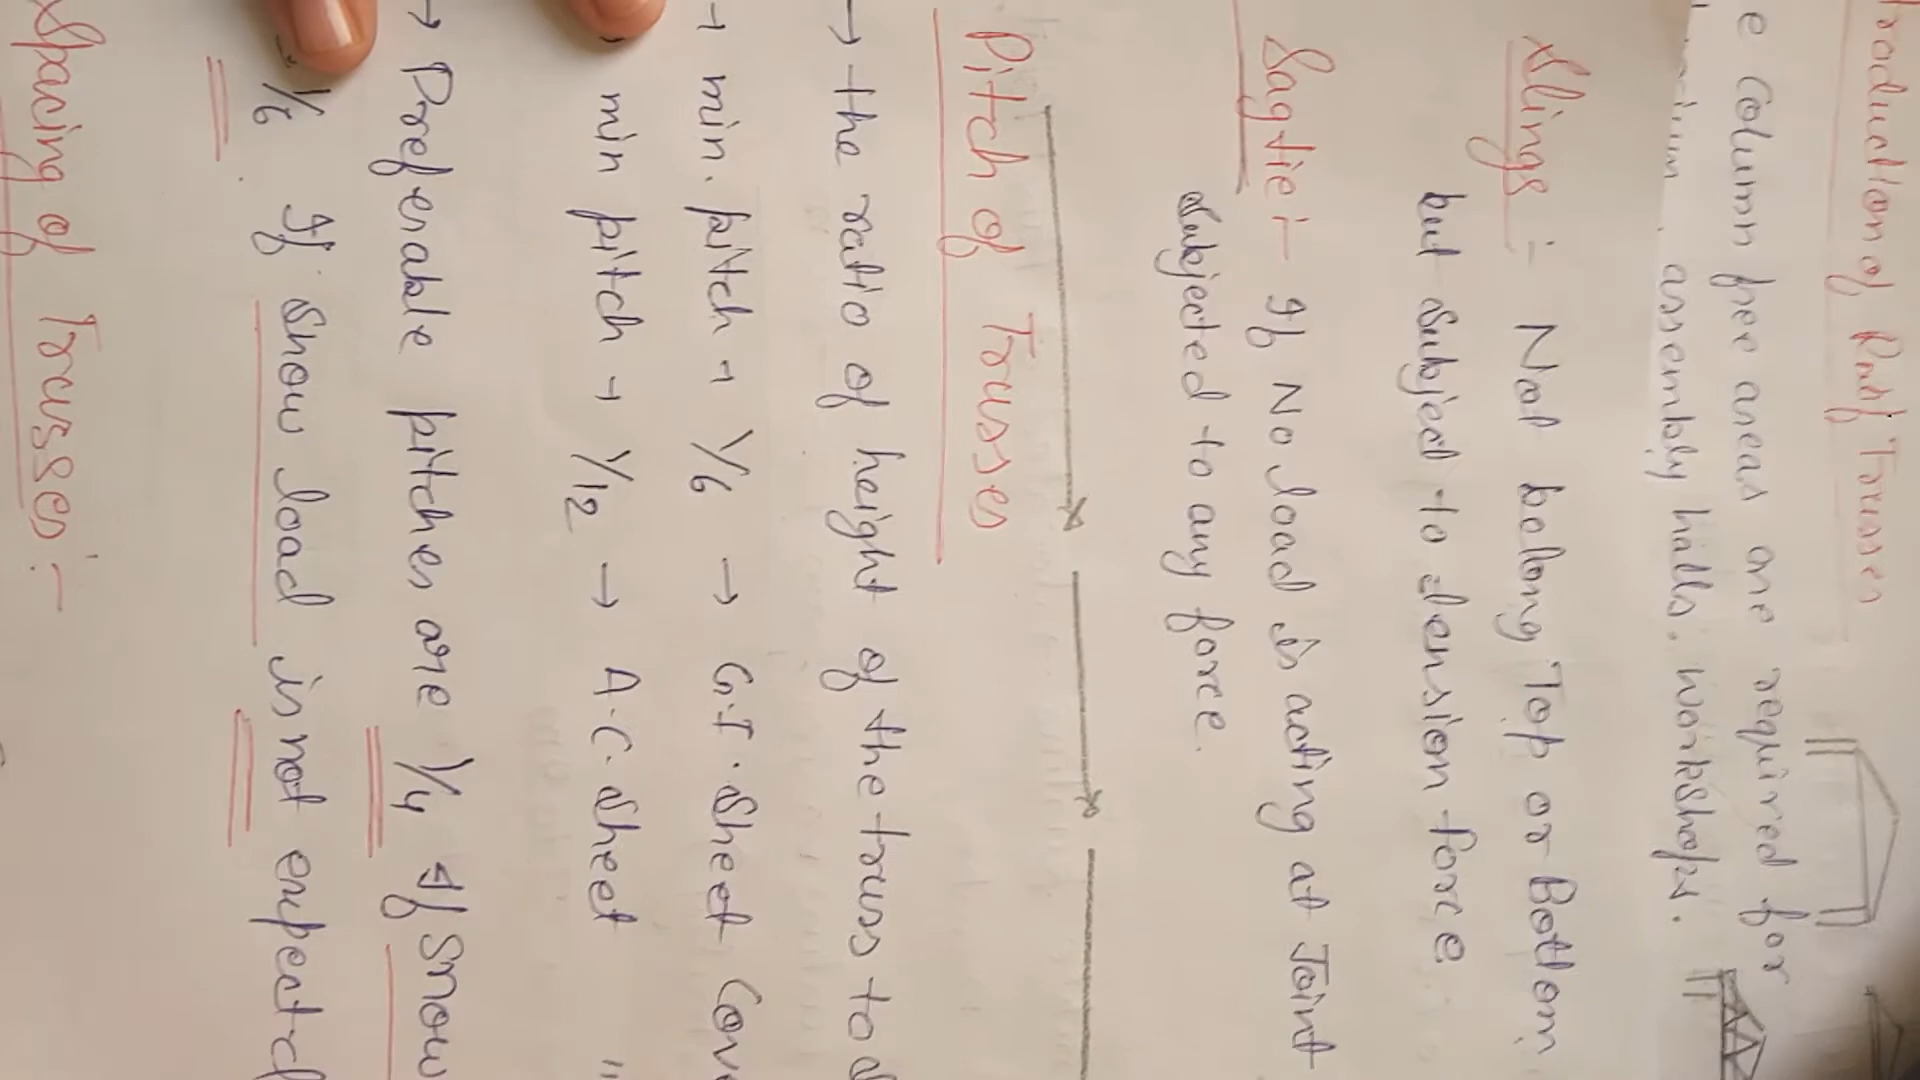 Introduction of Roof Trusses
e column free areas are required for
assembly halls. workshops.
Slings :- Not belong Top or Bottom
but Subject to tension force
Sagtie :- If No load is acting at Joint
Subjected to any force.
Pitch of Trusses
→ the ratio of height of the truss to
→ min. pitch → 1/6 → G.I. Sheet Cov
min pitch → 1/12 → A.C. Sheet "
→ Preferable pitches are 1/4 If Snow
1/6 If Snow load is not expected
Spacing of Trusses :-